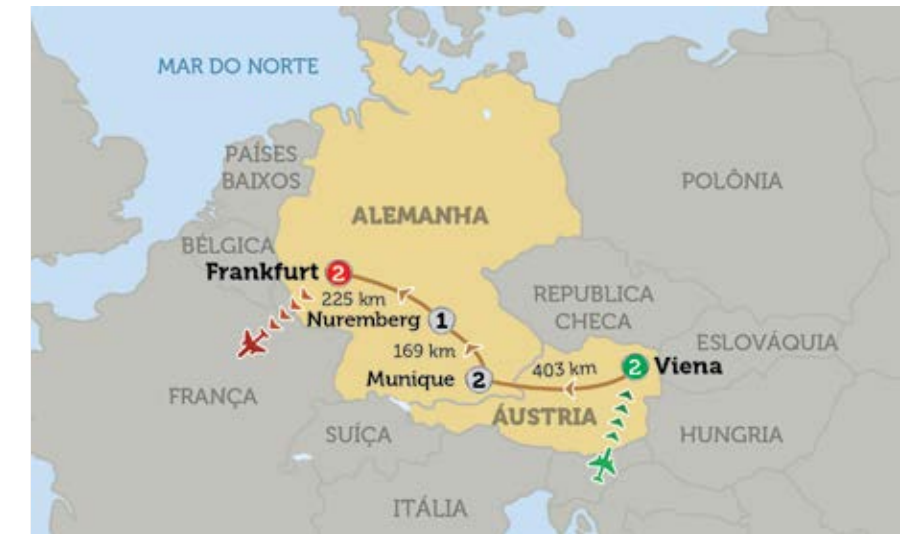 MAR DO NORTE
PAÍSES
BAIXOS
POLÔNIA
ALEMANHA
BÉLGICA
Frankfurt 2
225 km
REPUBLICA
CHECA
Nuremberg 1
ESLOVÁQUIA
169 km
403 km
2 Viena
Munique 2
FRANÇA
ÁUSTRIA
SUÍÇA
HUNGRIA
ITÁLIA